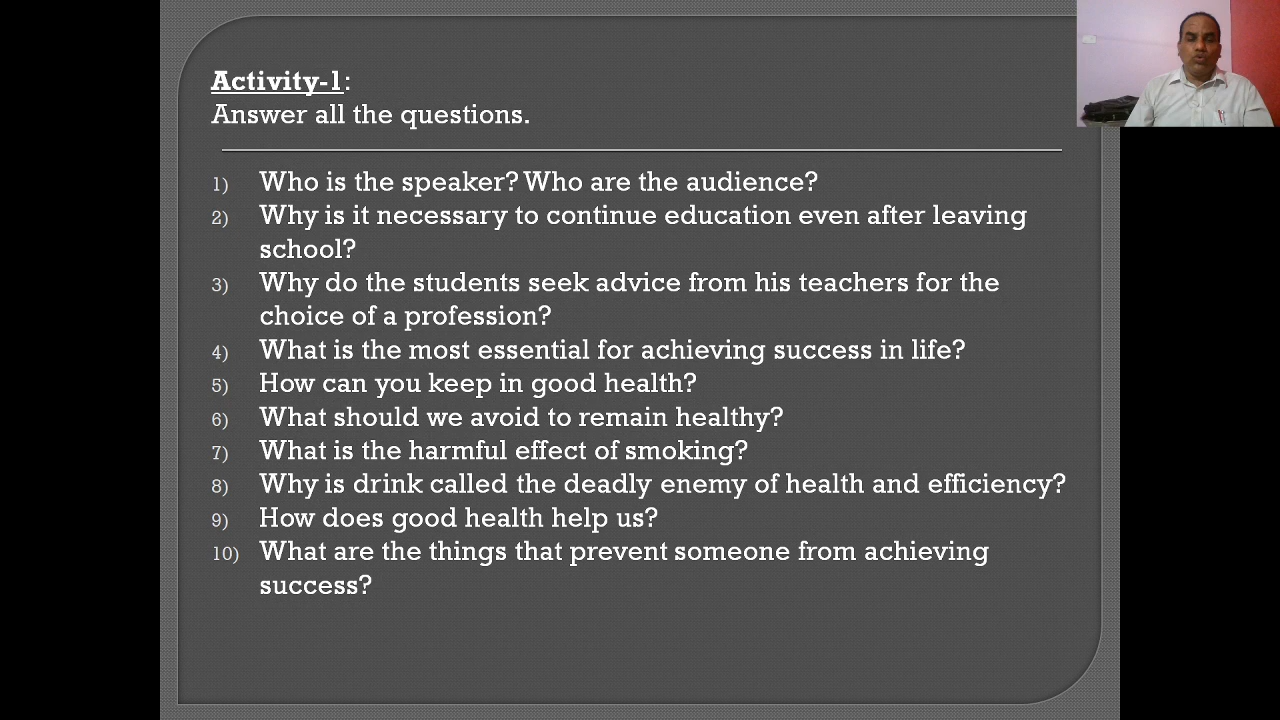 Activity-1:
Answer all the questions.
1) Who is the speaker? Who are the audience?
2) Why is it necessary to continue education even after leaving
school?
3) Why do the students seek advice from his teachers for the
choice of a profession?
4) What is the most essential for achieving success in life?
5) How can you keep in good health?
6) What should we avoid to remain healthy?
7) What is the harmful effect of smoking?
8) Why is drink called the deadly enemy of health and efficiency?
9) How does good health help us?
10) What are the things that prevent someone from achieving
success?